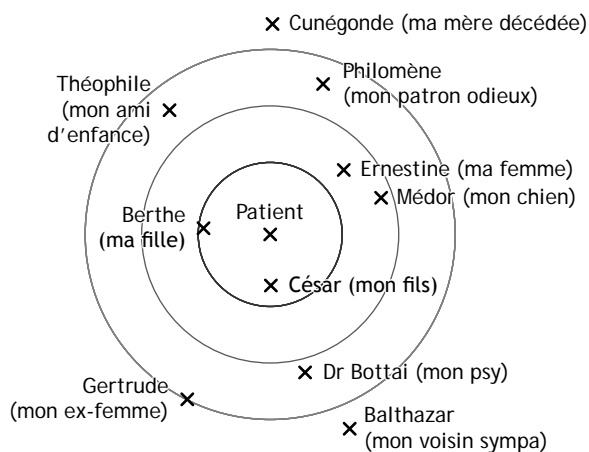 Cunégonde (ma mère décédée)
Philomène
(mon patron odieux)
Théophile
(mon ami
d'enfance)
Ernestine (ma femme)
Médor (mon chien)
Berthe
(ma fille)
Patient
César (mon fils)
Dr Bottai (mon psy)
Gertrude
(mon ex-femme)
Balthazar
(mon voisin sympa)